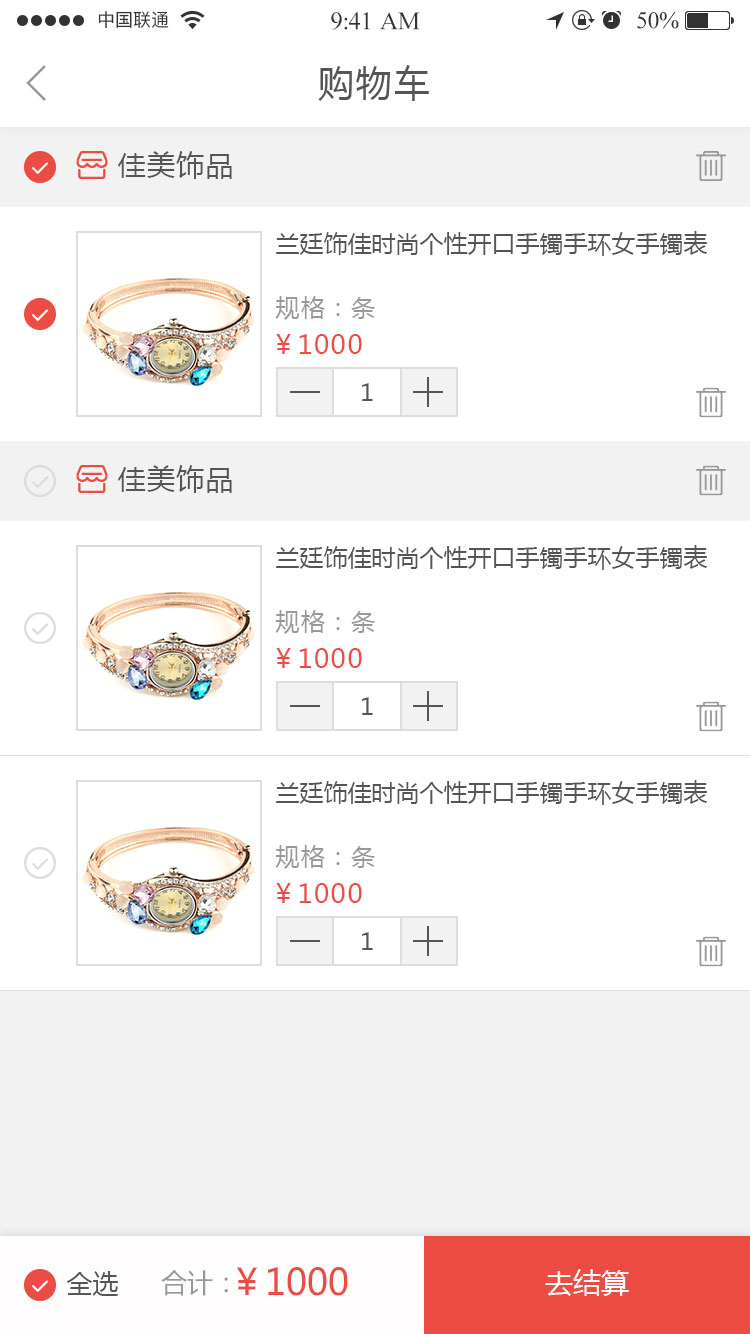 中国联通 9:41 AM 50%
购物车
佳美饰品
兰廷饰佳时尚个性开口手镯手环女手镯表
规格：条
¥1000
1
佳美饰品
兰廷饰佳时尚个性开口手镯手环女手镯表
规格：条
¥1000
1
兰廷饰佳时尚个性开口手镯手环女手镯表
规格：条
¥1000
1
全选 合计：¥1000 去结算